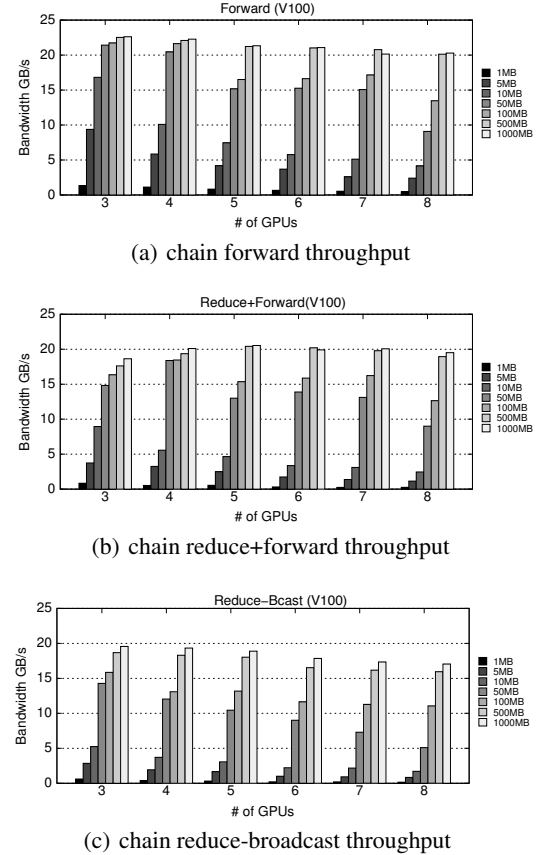 Forward (V100)
25
20
15
10
5
0
Bandwidth GB/s
3 4 5 6 7 8
# of GPUs
1MB
5MB
10MB
50MB
100MB
500MB
1000MB
(a) chain forward throughput
Reduce+Forward(V100)
25
20
15
10
5
0
Bandwidth GB/s
3 4 5 6 7 8
# of GPUs
1MB
5MB
10MB
50MB
100MB
500MB
1000MB
(b) chain reduce+forward throughput
Reduce−Bcast (V100)
25
20
15
10
5
0
Bandwidth GB/s
3 4 5 6 7 8
# of GPUs
1MB
5MB
10MB
50MB
100MB
500MB
1000MB
(c) chain reduce-broadcast throughput